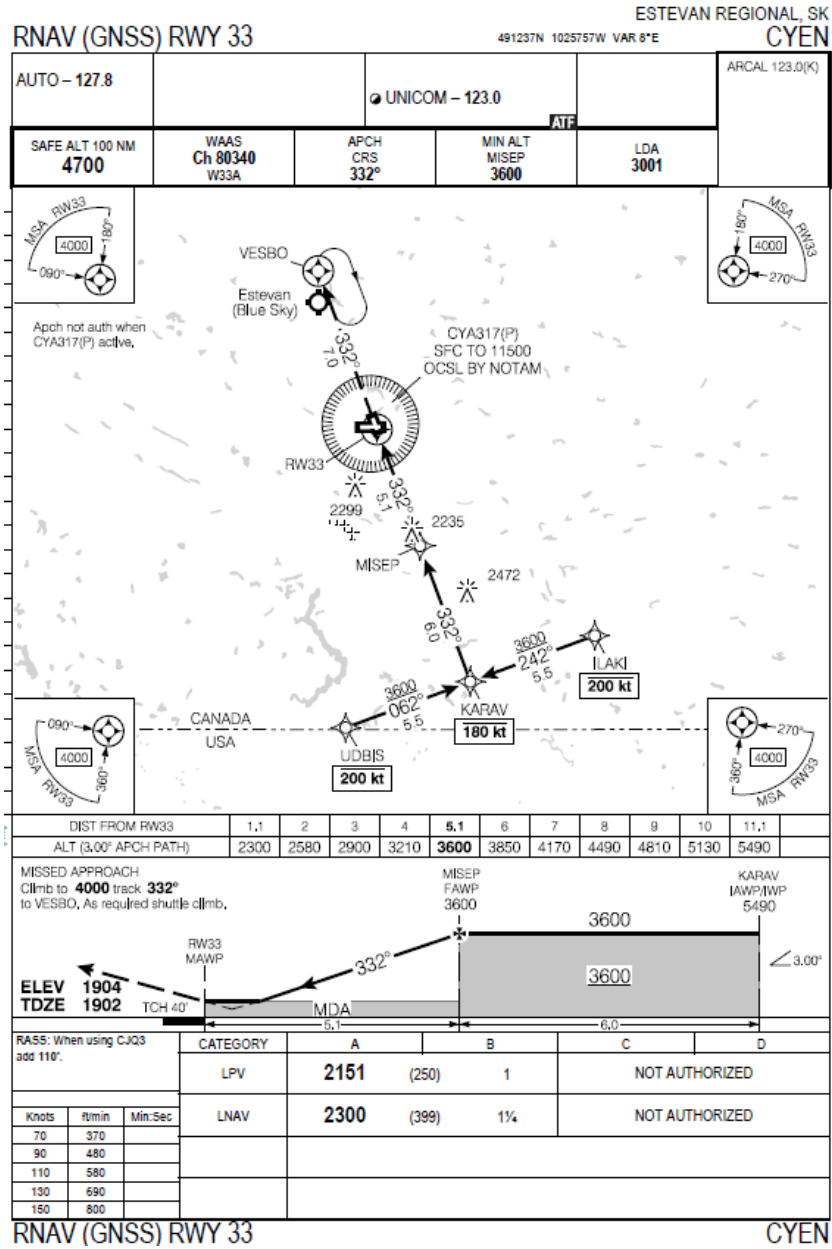 ESTEVAN REGIONAL, SK
RNAV (GNSS) RWY 33
491237N 1025757W VAR 8°E
CYEN
AUTO – 127.8
UNICOM – 123.0
ATF
ARCAL 123.0(K)
SAFE ALT 100 NM
4700
WAAS
Ch 80340
W33A
APCH
CRS
332°
MIN ALT
MISEP
3600
LDA
3001
MSA RW33
4000
180°
090°
MSA RW33
4000
180°
270°
VESBO
Estevan
(Blue Sky)
Apch not auth when
CYA317(P) active.
332°
7.0
CYA317(P)
SFC TO 11500
OCSL BY NOTAM
RW33
332°
5.1
2299
2235
MISEP
2472
332°
6.0
3600
242°
5.5
ILAKI
200 kt
3600
062°
5.5
KARAV
180 kt
CANADA
USA
UDBIS
200 kt
090°
4000
360°
MSA RW33
270°
4000
360°
MSA RW33
DIST FROM RW33 1.1 2 3 4 5.1 6 7 8 9 10 11.1
ALT (3.00° APCH PATH) 2300 2580 2900 3210 3600 3850 4170 4490 4810 5130 5490
MISSED APPROACH
Climb to 4000 track 332°
to VESBO. As required shuttle climb.
MISEP
FAWP
3600
KARAV
IAWP/IWP
5490
3600
RW33
MAWP
332°
3600
3.00°
ELEV 1904
TDZE 1902
TCH 40'
MDA
5.1
6.0
RASS: When using CJQ3
add 110'.
CATEGORY A B C D
LPV 2151 (250) 1 NOT AUTHORIZED
LNAV 2300 (399) 1¼ NOT AUTHORIZED
Knots ft/min Min:Sec
70 370
90 480
110 580
130 690
150 800
RNAV (GNSS) RWY 33
CYEN